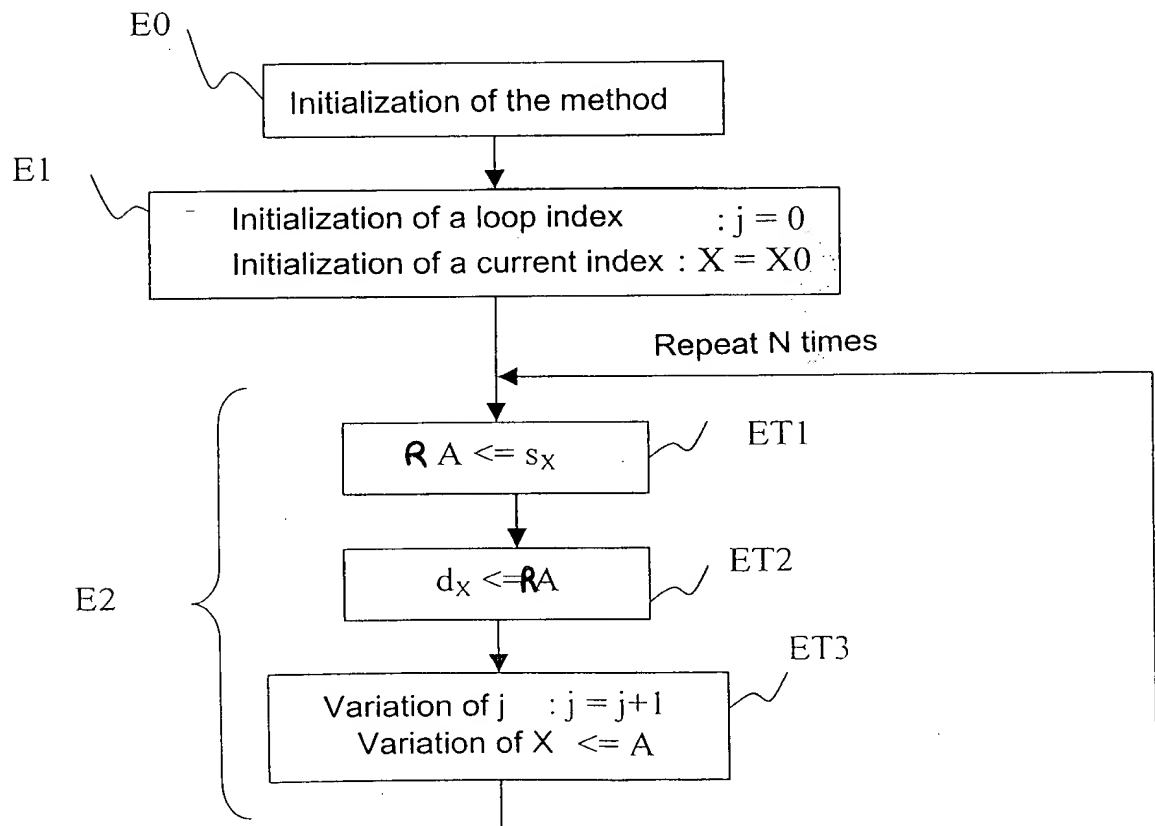 E0
Initialization of the method
E1
Initialization of a loop index : j = 0
Initialization of a current index : X = X0
Repeat N times
R A <= sX
ET1
dX <= RA
ET2
E2
ET3
Variation of j : j = j+1
Variation of X <= A